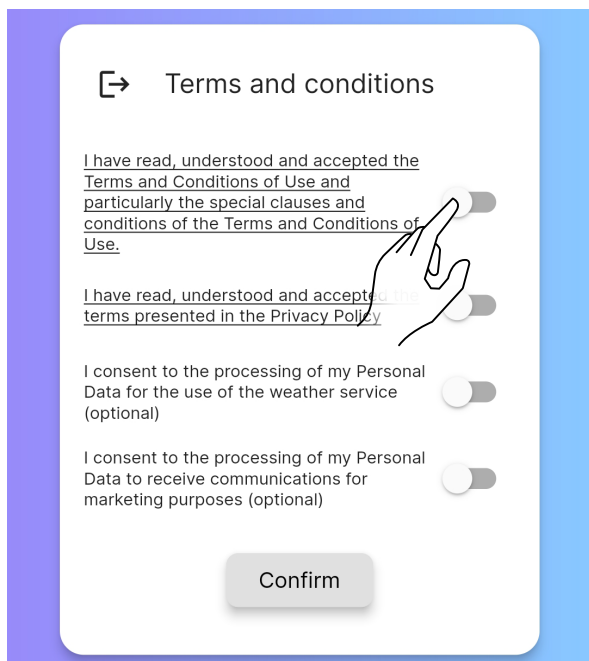 Terms and conditions
I have read, understood and accepted the
Terms and Conditions of Use and
particularly the special clauses and
conditions of the Terms and Conditions of
Use.
I have read, understood and accepted the
terms presented in the Privacy Policy
I consent to the processing of my Personal
Data for the use of the weather service
(optional)
I consent to the processing of my Personal
Data to receive communications for
marketing purposes (optional)
Confirm